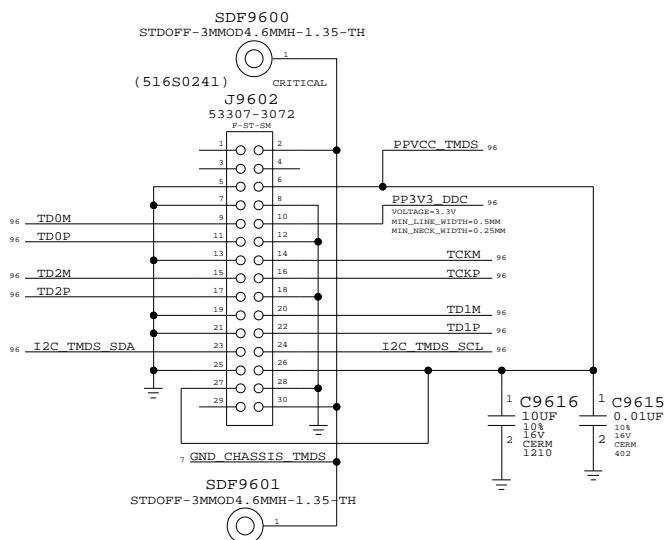 SDF9600
STDOFF-3MMOD4.6MMH-1.35-TH
1
(516S0241)
CRITICAL
J9602
53307-3072
F-ST-SM
1 2
PPVCC_TMDS 96
3 4
5 6
7 8
PP3V3_DDC 96
VOLTAGE=3.3V
MIN_LINE_WIDTH=0.5MM
MIN_NECK_WIDTH=0.25MM
96 TD0M 9 10
96 TD0P 11 12
13 14 TCKM 96
96 TD2M 15 16 TCKP 96
96 TD2P 17 18
19 20 TD1M 96
21 22 TD1P 96
96 I2C_TMDS_SDA 23 24 I2C_TMDS_SCL 96
25 26
27 28
29 30
1 C9616
10UF
10%
2 16V
CERM
1210
1 C9615
0.01UF
10%
2 16V
CERM
402
7 GND_CHASSIS_TMDS
SDF9601
STDOFF-3MMOD4.6MMH-1.35-TH
1